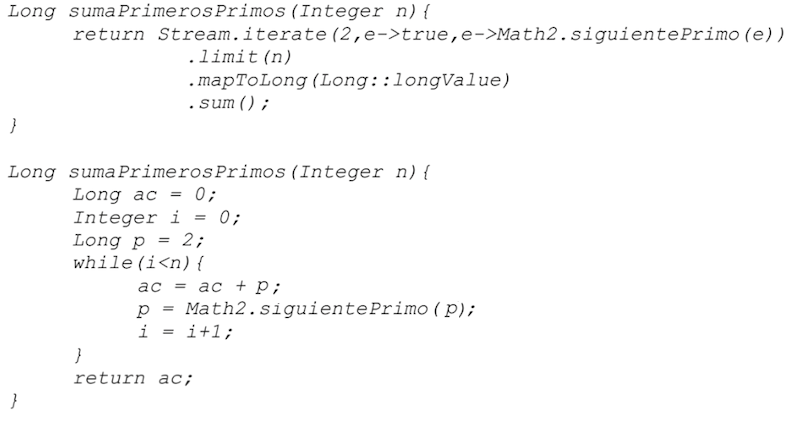 Long sumaPrimerosPrimos(Integer n){
return Stream.iterate(2,e->true,e->Math2.siguientePrimo(e))
.limit(n)
.mapToLong(Long::longValue)
.sum();
}
Long sumaPrimerosPrimos(Integer n){
Long ac = 0;
Integer i = 0;
Long p = 2;
while(i<n){
ac = ac + p;
p = Math2.siguientePrimo(p);
i = i+1;
}
return ac;
}